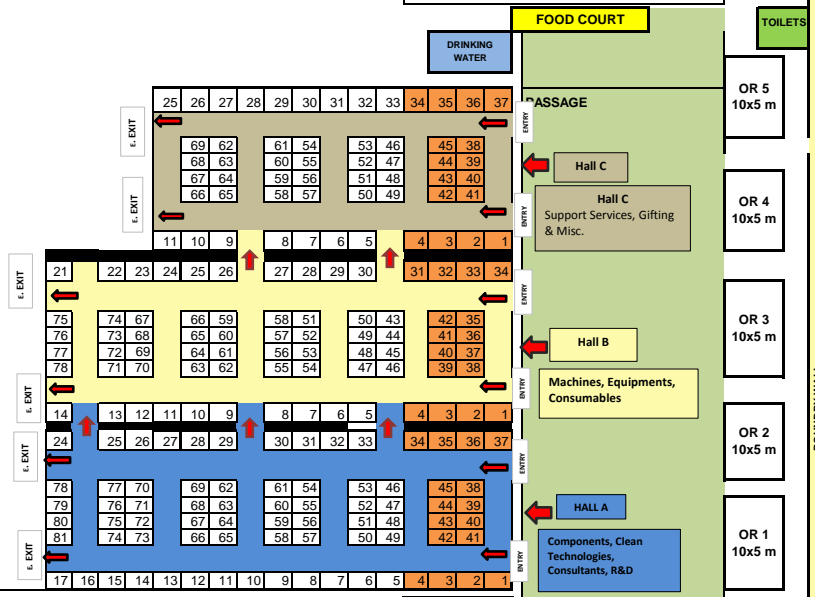 FOOD COURT
TOILETS
DRINKING
WATER
OR 5
10x5 m
25 26 27 28 29 30 31 32 33 34 35 36 37
PASSAGE
E. EXIT
ENTRY
69 62 61 54 53 46 45 38
68 63 60 55 52 47 44 39
67 64 59 56 51 48 43 40
66 65 58 57 50 49 42 41
Hall C
Hall C
Support Services, Gifting
& Misc.
OR 4
10x5 m
E. EXIT
ENTRY
11 10 9 8 7 6 5 4 3 2 1
21 22 23 24 25 26 27 28 29 30 31 32 33 34
E. EXIT
ENTRY
75 74 67 66 59 58 51 50 43 42 35
76 73 68 65 60 57 52 49 44 41 36
77 72 69 64 61 56 53 48 45 40 37
78 71 70 63 62 55 54 47 46 39 38
OR 3
10x5 m
Hall B
Machines, Equipments,
Consumables
E. EXIT
ENTRY
14 13 12 11 10 9 8 7 6 5 4 3 2 1
24 25 26 27 28 29 30 31 32 33 34 35 36 37
OR 2
10x5 m
E. EXIT
ENTRY
78 77 70 69 62 61 54 53 46 45 38
79 76 71 68 63 60 55 52 47 44 39
80 75 72 67 64 59 56 51 48 43 40
81 74 73 66 65 58 57 50 49 42 41
HALL A
Components, Clean
Technologies,
Consultants, R&D
OR 1
10x5 m
E. EXIT
ENTRY
17 16 15 14 13 12 11 10 9 8 7 6 5 4 3 2 1